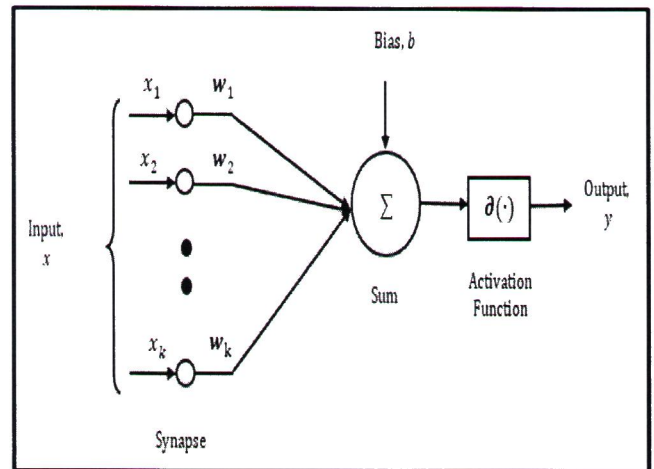 Bias, b
x₁ w₁
x₂ w₂
Input,
x
Σ
∂(·)
Output,
y
Sum
Activation
Function
xₖ wₖ
Synapse